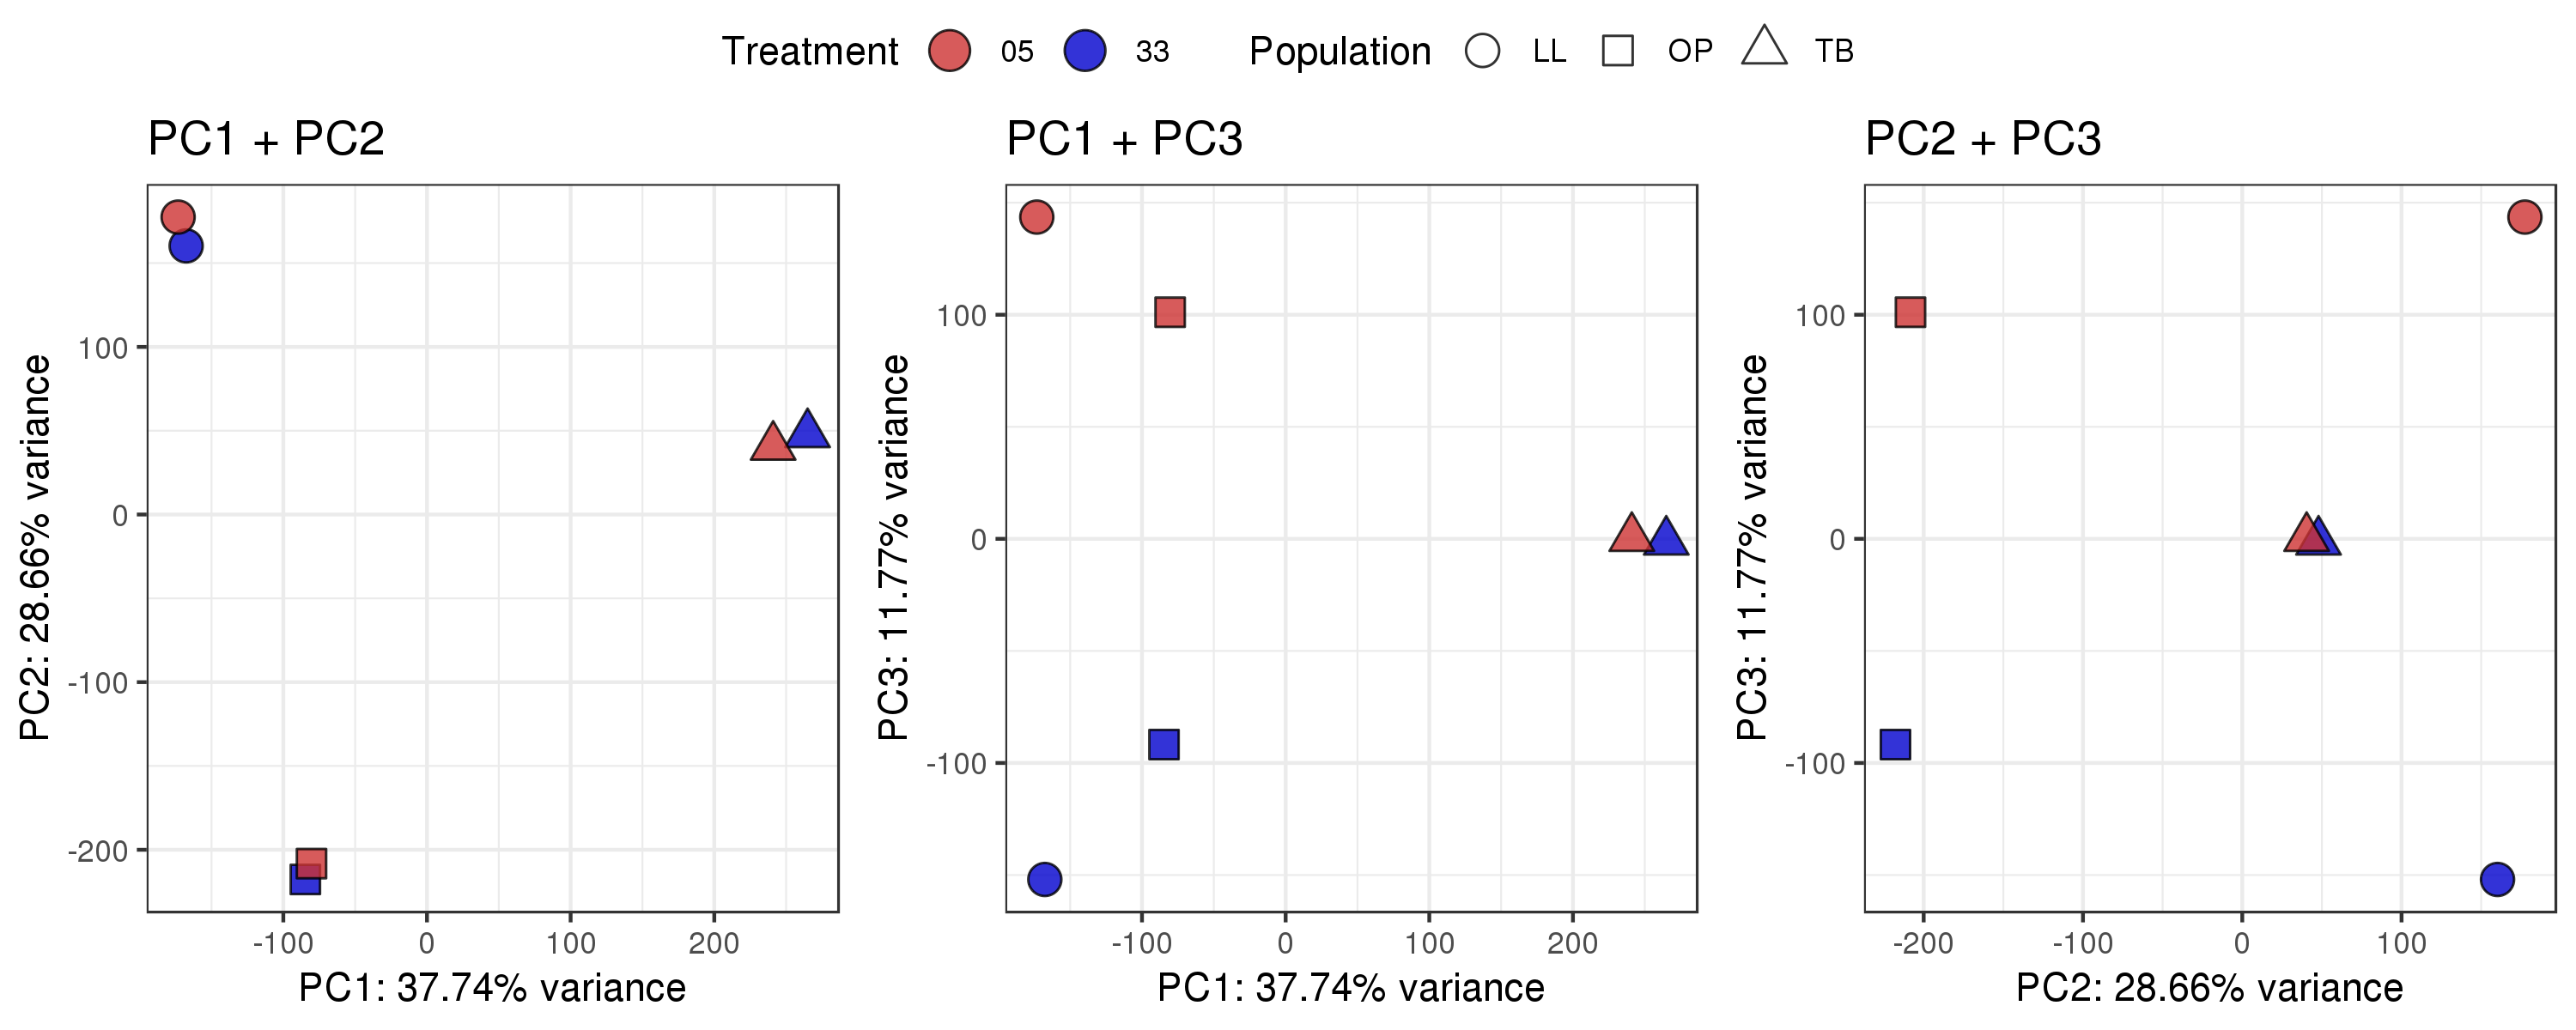 Treatment 05 33 Population LL OP TB
PC1 + PC2
PC2: 28.66% variance
100
0
-100
-200
-100 0 100 200
PC1: 37.74% variance
PC1 + PC3
PC3: 11.77% variance
100
0
-100
-100 0 100 200
PC1: 37.74% variance
PC2 + PC3
PC3: 11.77% variance
100
0
-100
-200 -100 0 100
PC2: 28.66% variance